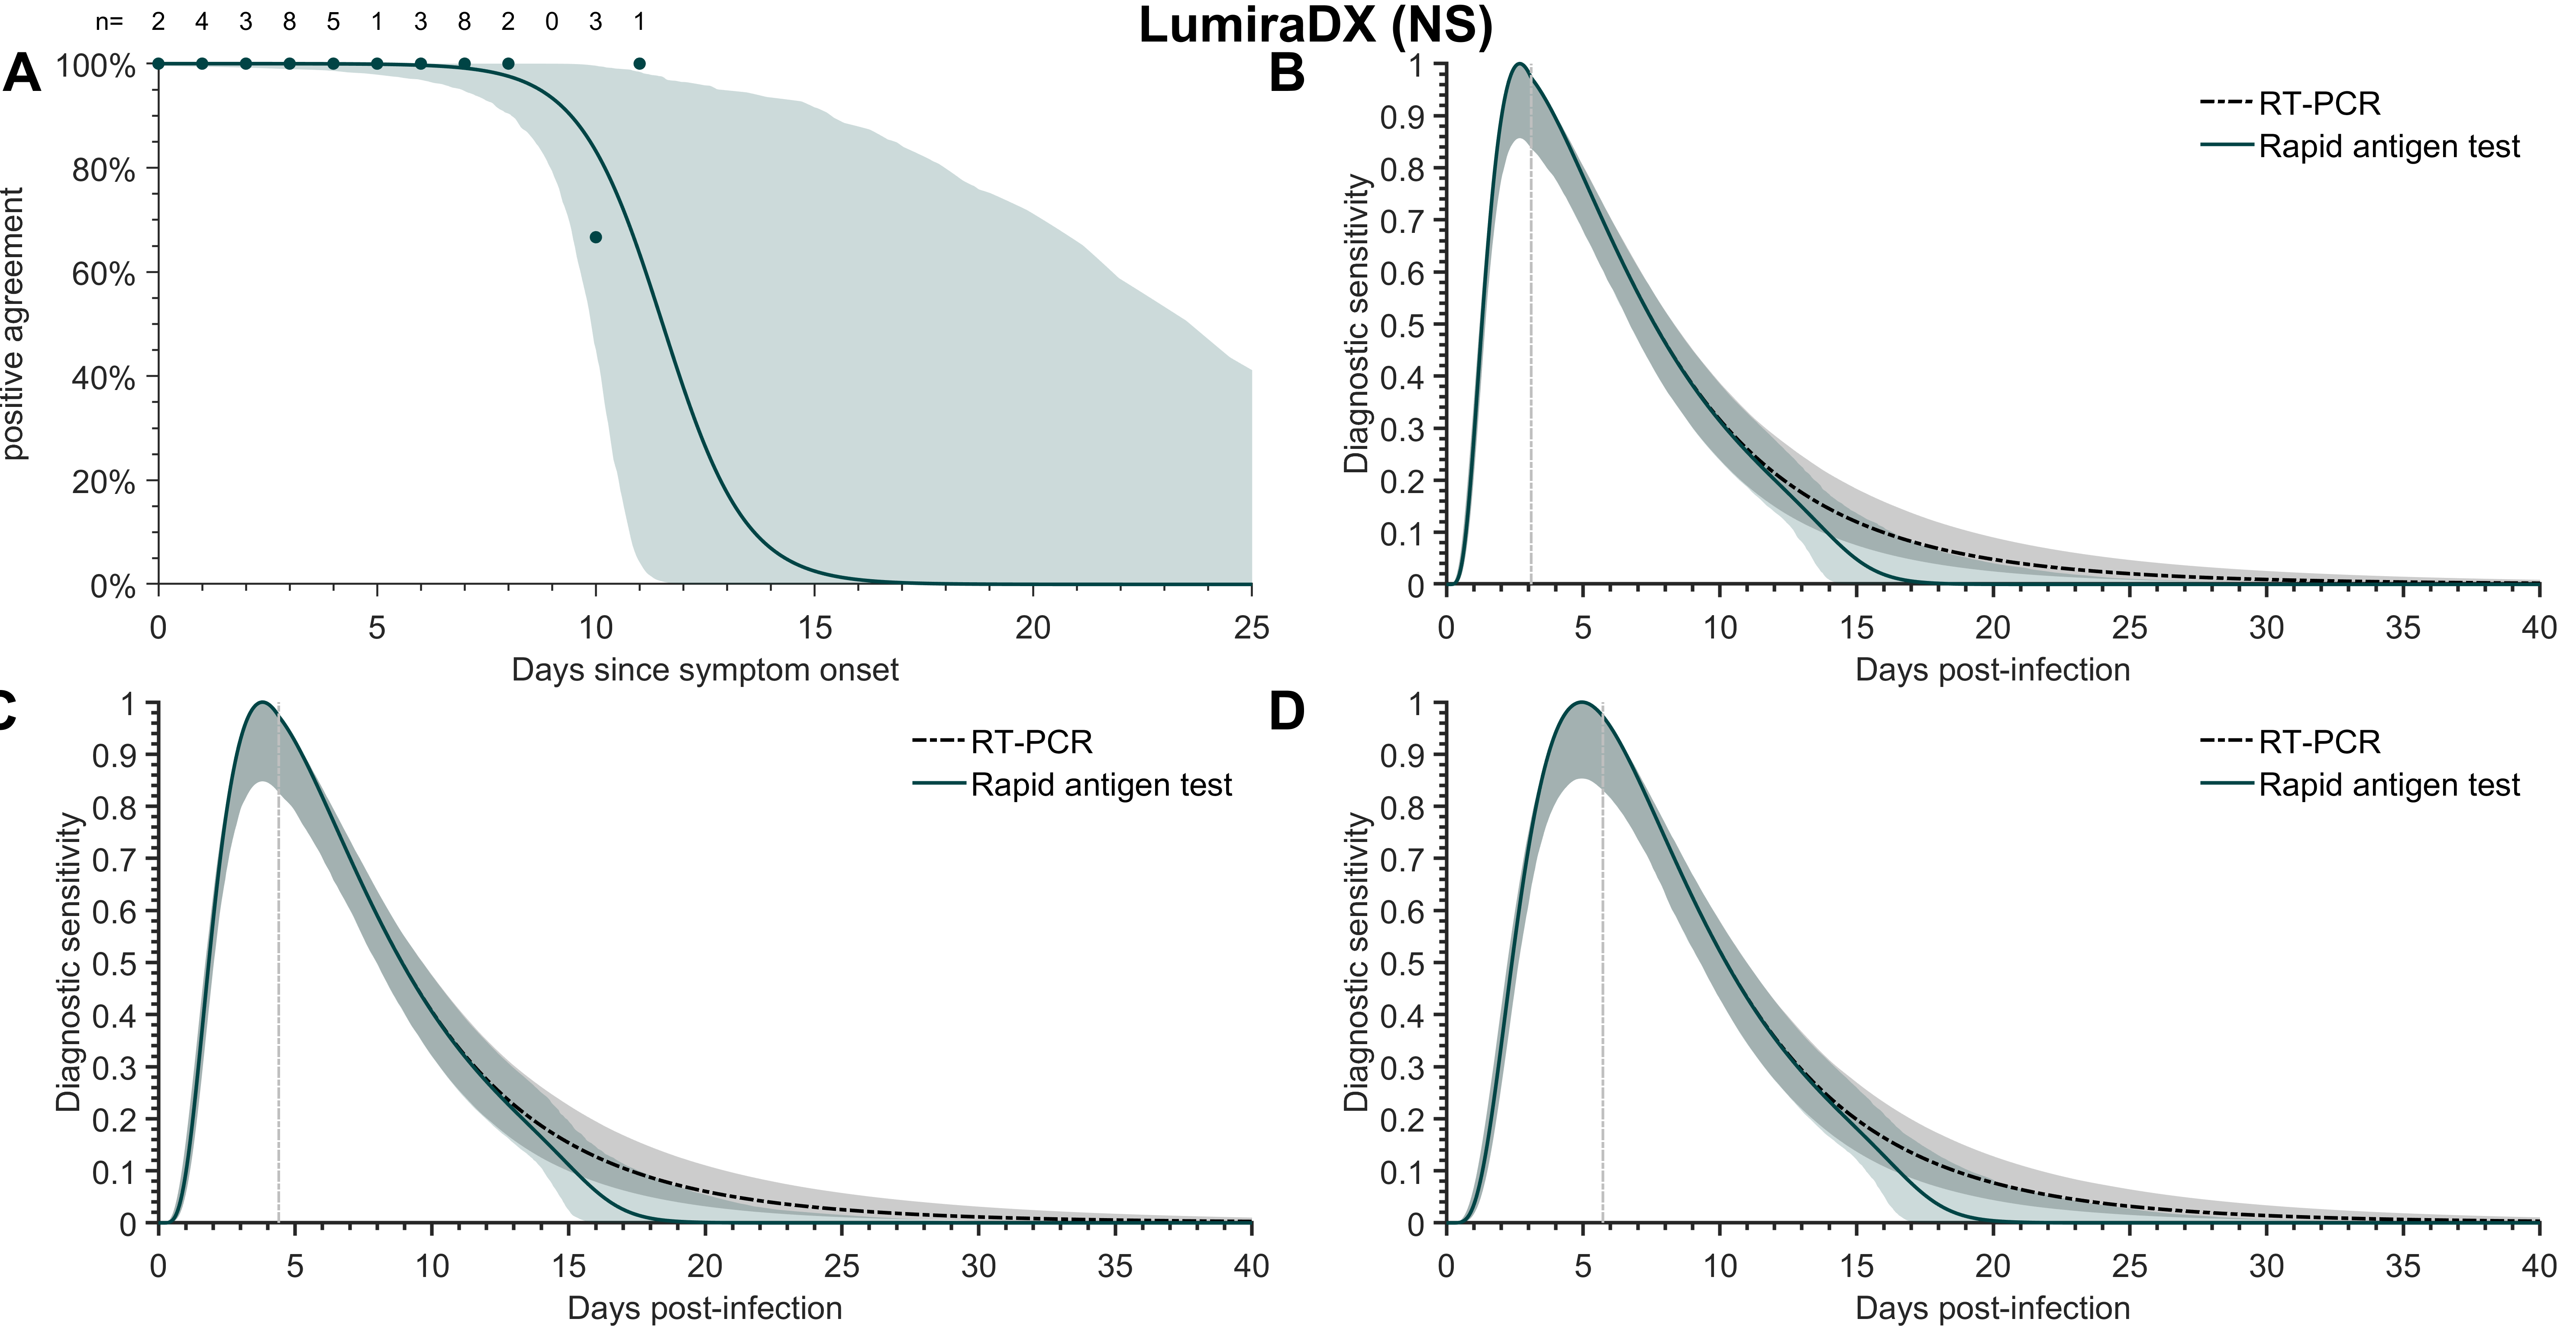 LumiraDX (NS)
n= 2 4 3 8 5 1 3 8 2 0 3 1
A
100%
80%
60%
40%
20%
0%
positive agreement
0 5 10 15 20 25
Days since symptom onset
B
1
0.9
0.8
0.7
0.6
0.5
0.4
0.3
0.2
0.1
0
Diagnostic sensitivity
RT-PCR
Rapid antigen test
0 5 10 15 20 25 30 35 40
Days post-infection
C
1
0.9
0.8
0.7
0.6
0.5
0.4
0.3
0.2
0.1
0
Diagnostic sensitivity
RT-PCR
Rapid antigen test
0 5 10 15 20 25 30 35 40
Days post-infection
D
1
0.9
0.8
0.7
0.6
0.5
0.4
0.3
0.2
0.1
0
Diagnostic sensitivity
RT-PCR
Rapid antigen test
0 5 10 15 20 25 30 35 40
Days post-infection